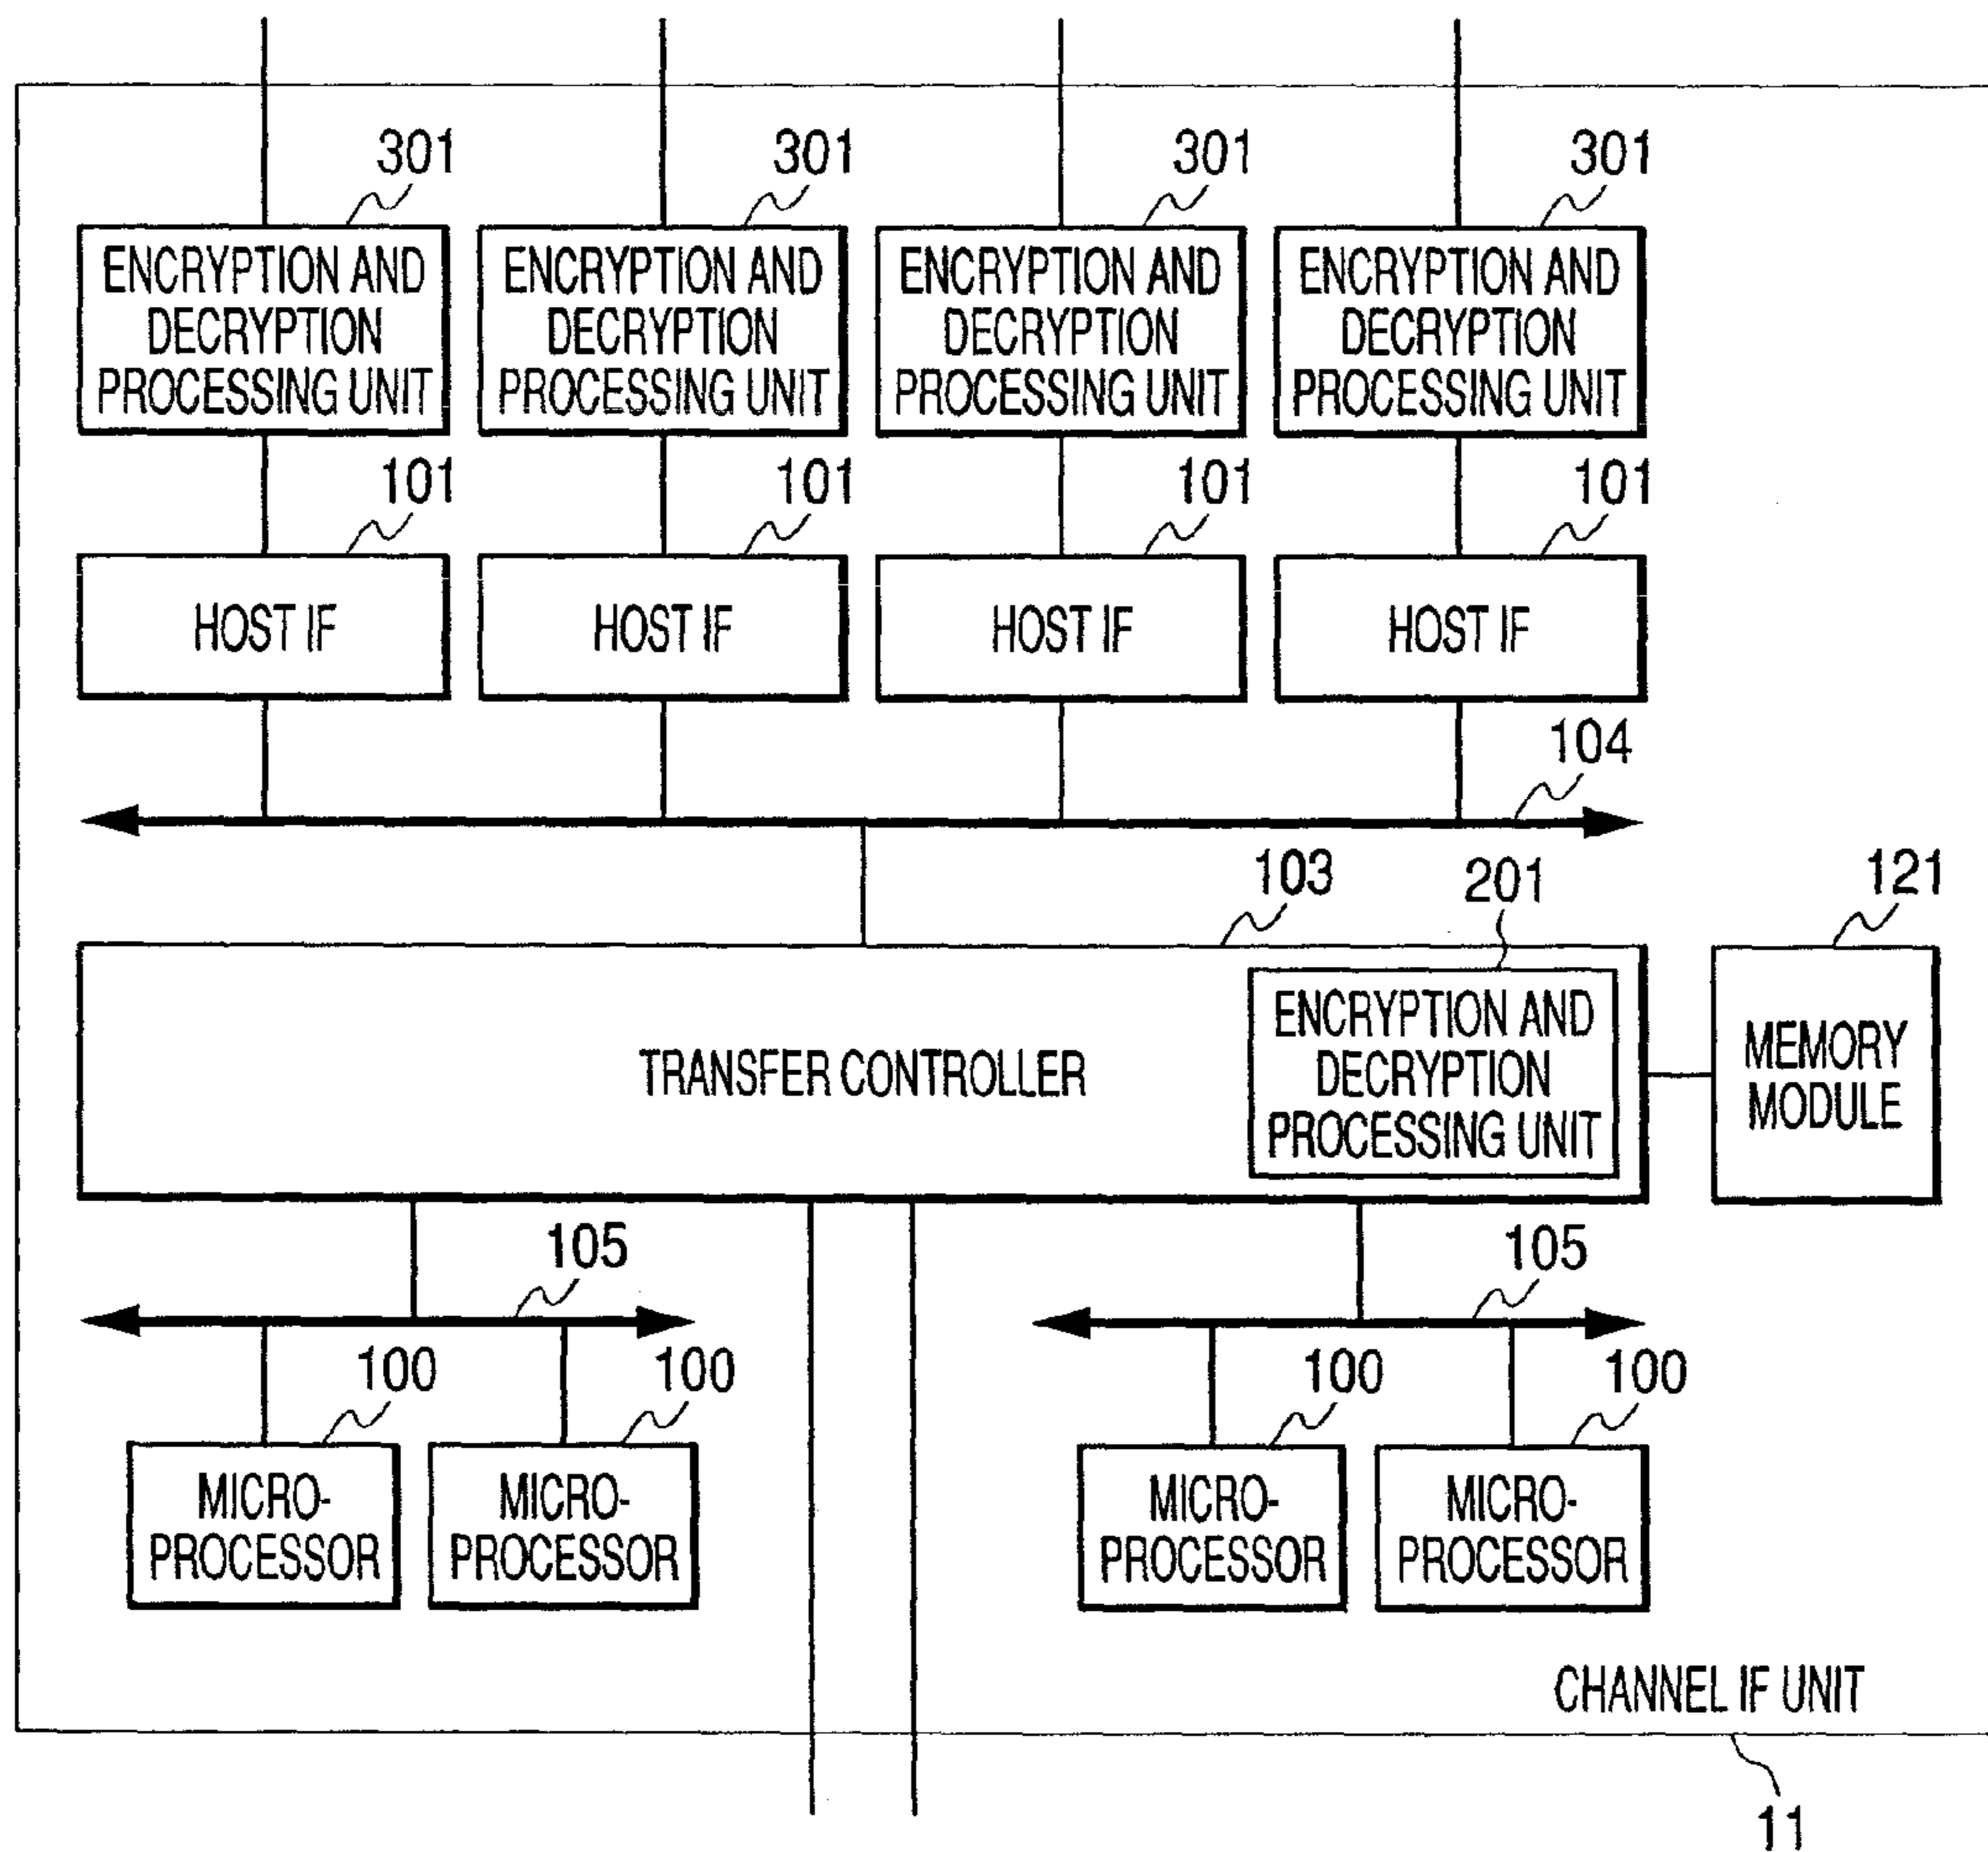 301 301 301 301
ENCRYPTION AND
DECRYPTION
PROCESSING UNIT
ENCRYPTION AND
DECRYPTION
PROCESSING UNIT
ENCRYPTION AND
DECRYPTION
PROCESSING UNIT
ENCRYPTION AND
DECRYPTION
PROCESSING UNIT
101 101 101 101
HOST IF
HOST IF
HOST IF
HOST IF
104
103
201
121
TRANSFER CONTROLLER
ENCRYPTION AND
DECRYPTION
PROCESSING UNIT
MEMORY
MODULE
105
105
100 100
100 100
MICRO-
PROCESSOR
MICRO-
PROCESSOR
MICRO-
PROCESSOR
MICRO-
PROCESSOR
CHANNEL IF UNIT
11